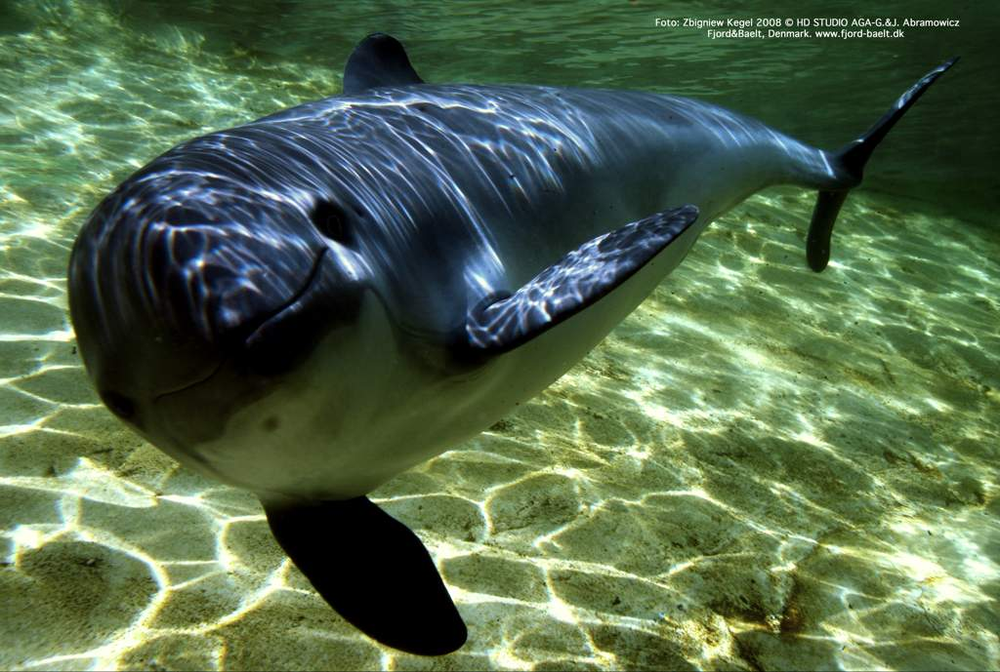 Foto: Zbigniew Kegel 2008 © HD STUDIO AGA-G.&J. Abramowicz
Fjord&Baelt, Denmark. www.fjord-baelt.dk